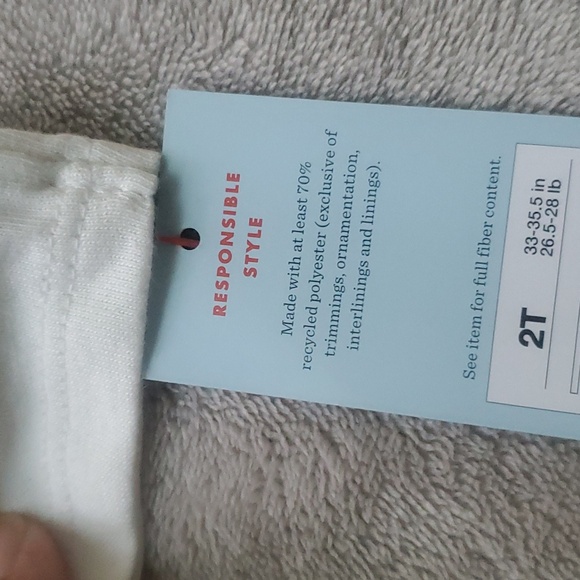 RESPONSIBLE
STYLE
Made with at least 70%
recycled polyester (exclusive of
trimmings, ornamentation,
interlinings and linings).
See item for full fiber content.
2T
33-35.5 in
26.5-28 lb